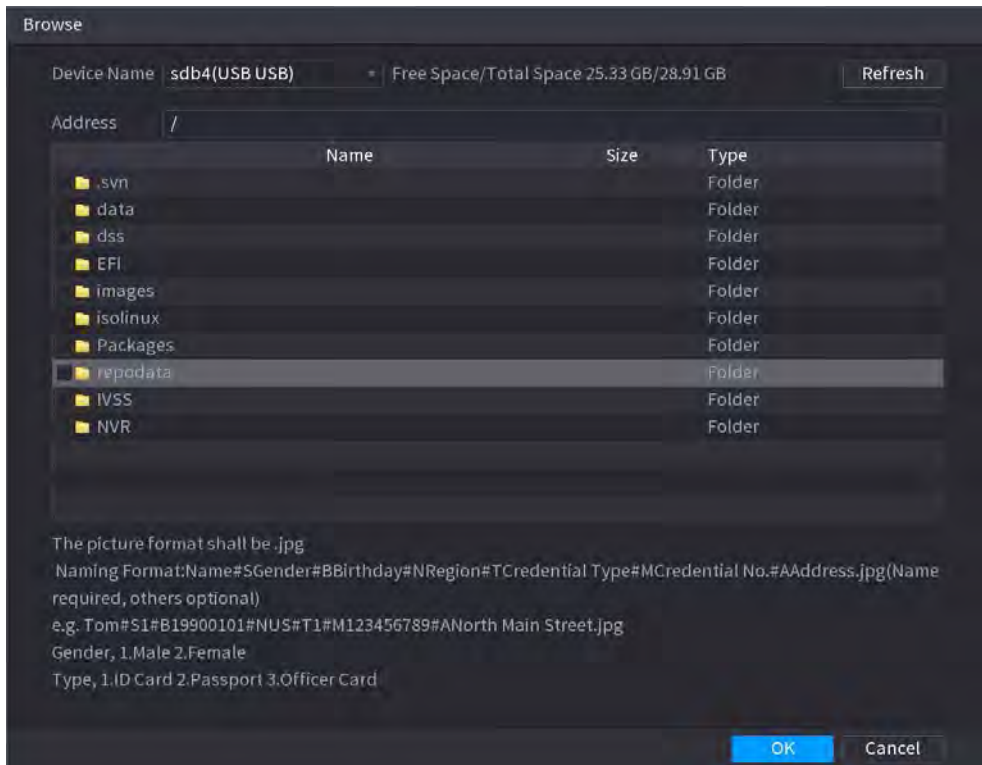 Browse
Device Name sdb4(USB USB) Free Space/Total Space 25.33 GB/28.91 GB Refresh
Address /
Name Size Type
.svn Folder
data Folder
dss Folder
EFI Folder
images Folder
isolinux Folder
Packages Folder
repodata Folder
IVSS Folder
NVR Folder
The picture format shall be .jpg
Naming Format:Name#SGender#BBirthday#NRegion#TCredential Type#MCredential No.#AAddress.jpg(Name
required, others optional)
e.g. Tom#S1#B19900101#NUS#T1#M123456789#ANorth Main Street.jpg
Gender, 1.Male 2.Female
Type, 1.ID Card 2.Passport 3.Officer Card
OK Cancel